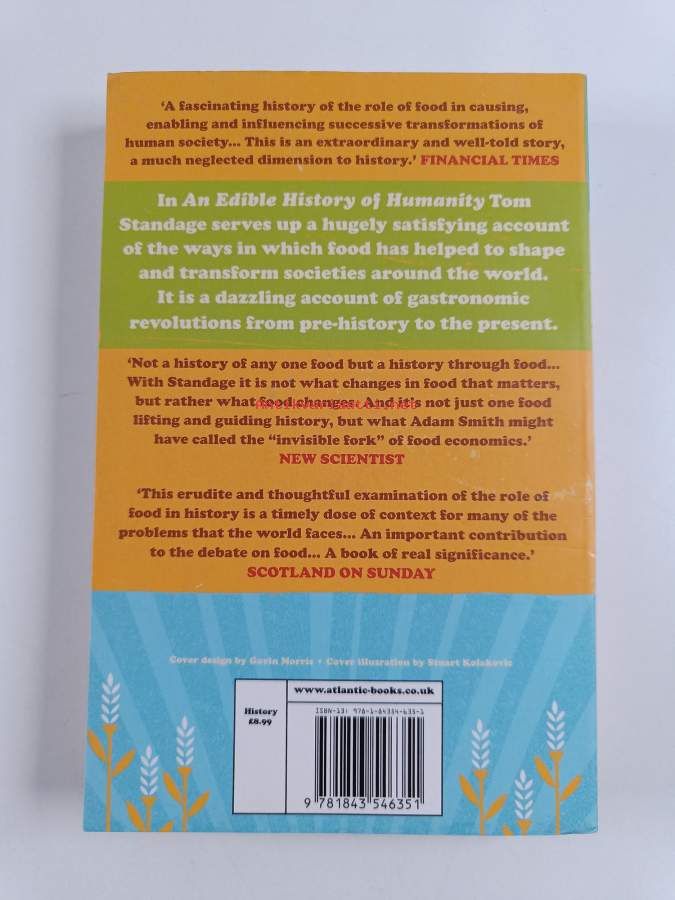 ‘A fascinating history of the role of food in causing,
enabling and influencing successive transformations of
human society... This is an extraordinary and well-told story,
a much neglected dimension to history.’ FINANCIAL TIMES
In An Edible History of Humanity Tom
Standage serves up a hugely satisfying account
of the ways in which food has helped to shape
and transform societies around the world.
It is a dazzling account of gastronomic
revolutions from pre-history to the present.
‘Not a history of any one food but a history through food...
With Standage it is not what changes in food that matters,
but rather what food changes. And it's not just one food
lifting and guiding history, but what Adam Smith might
have called the “invisible fork” of food economics.’
NEW SCIENTIST
‘This erudite and thoughtful examination of the role of
food in history is a timely dose of context for many of the
problems that the world faces... An important contribution
to the debate on food... A book of real significance.’
SCOTLAND ON SUNDAY
Cover design by Gavin Morris • Cover illusration by Stuart Kolakovic
www.atlantic-books.co.uk
History
£8.99
ISBN-13: 978-1-84354-635-1
9 781843 546351